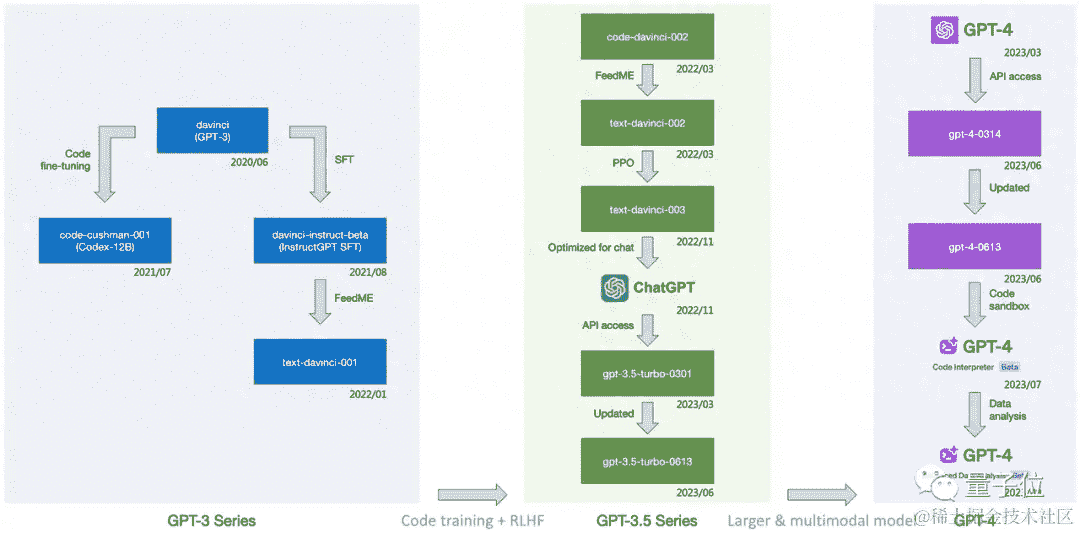 davinci
(GPT-3)
2020/06
Code
fine-tuning
SFT
code-cushman-001
(Codex-12B)
2021/07
davinci-instruct-beta
(InstructGPT SFT)
2021/08
FeedME
text-davinci-001
2022/01
GPT-3 Series
Code training + RLHF
code-davinci-002
2022/03
FeedME
text-davinci-002
2022/03
PPO
text-davinci-003
2022/11
Optimized for chat
ChatGPT
2022/11
API access
gpt-3.5-turbo-0301
2023/03
Updated
gpt-3.5-turbo-0613
2023/06
GPT-3.5 Series
Larger & multimodal model
GPT-4
2023/03
API access
gpt-4-0314
2023/06
Updated
gpt-4-0613
2023/06
Code
sandbox
GPT-4
Code Interpreter Beta
2023/07
Data
analysis
GPT-4
量子位
GPT-4
@稀土掘金技术社区